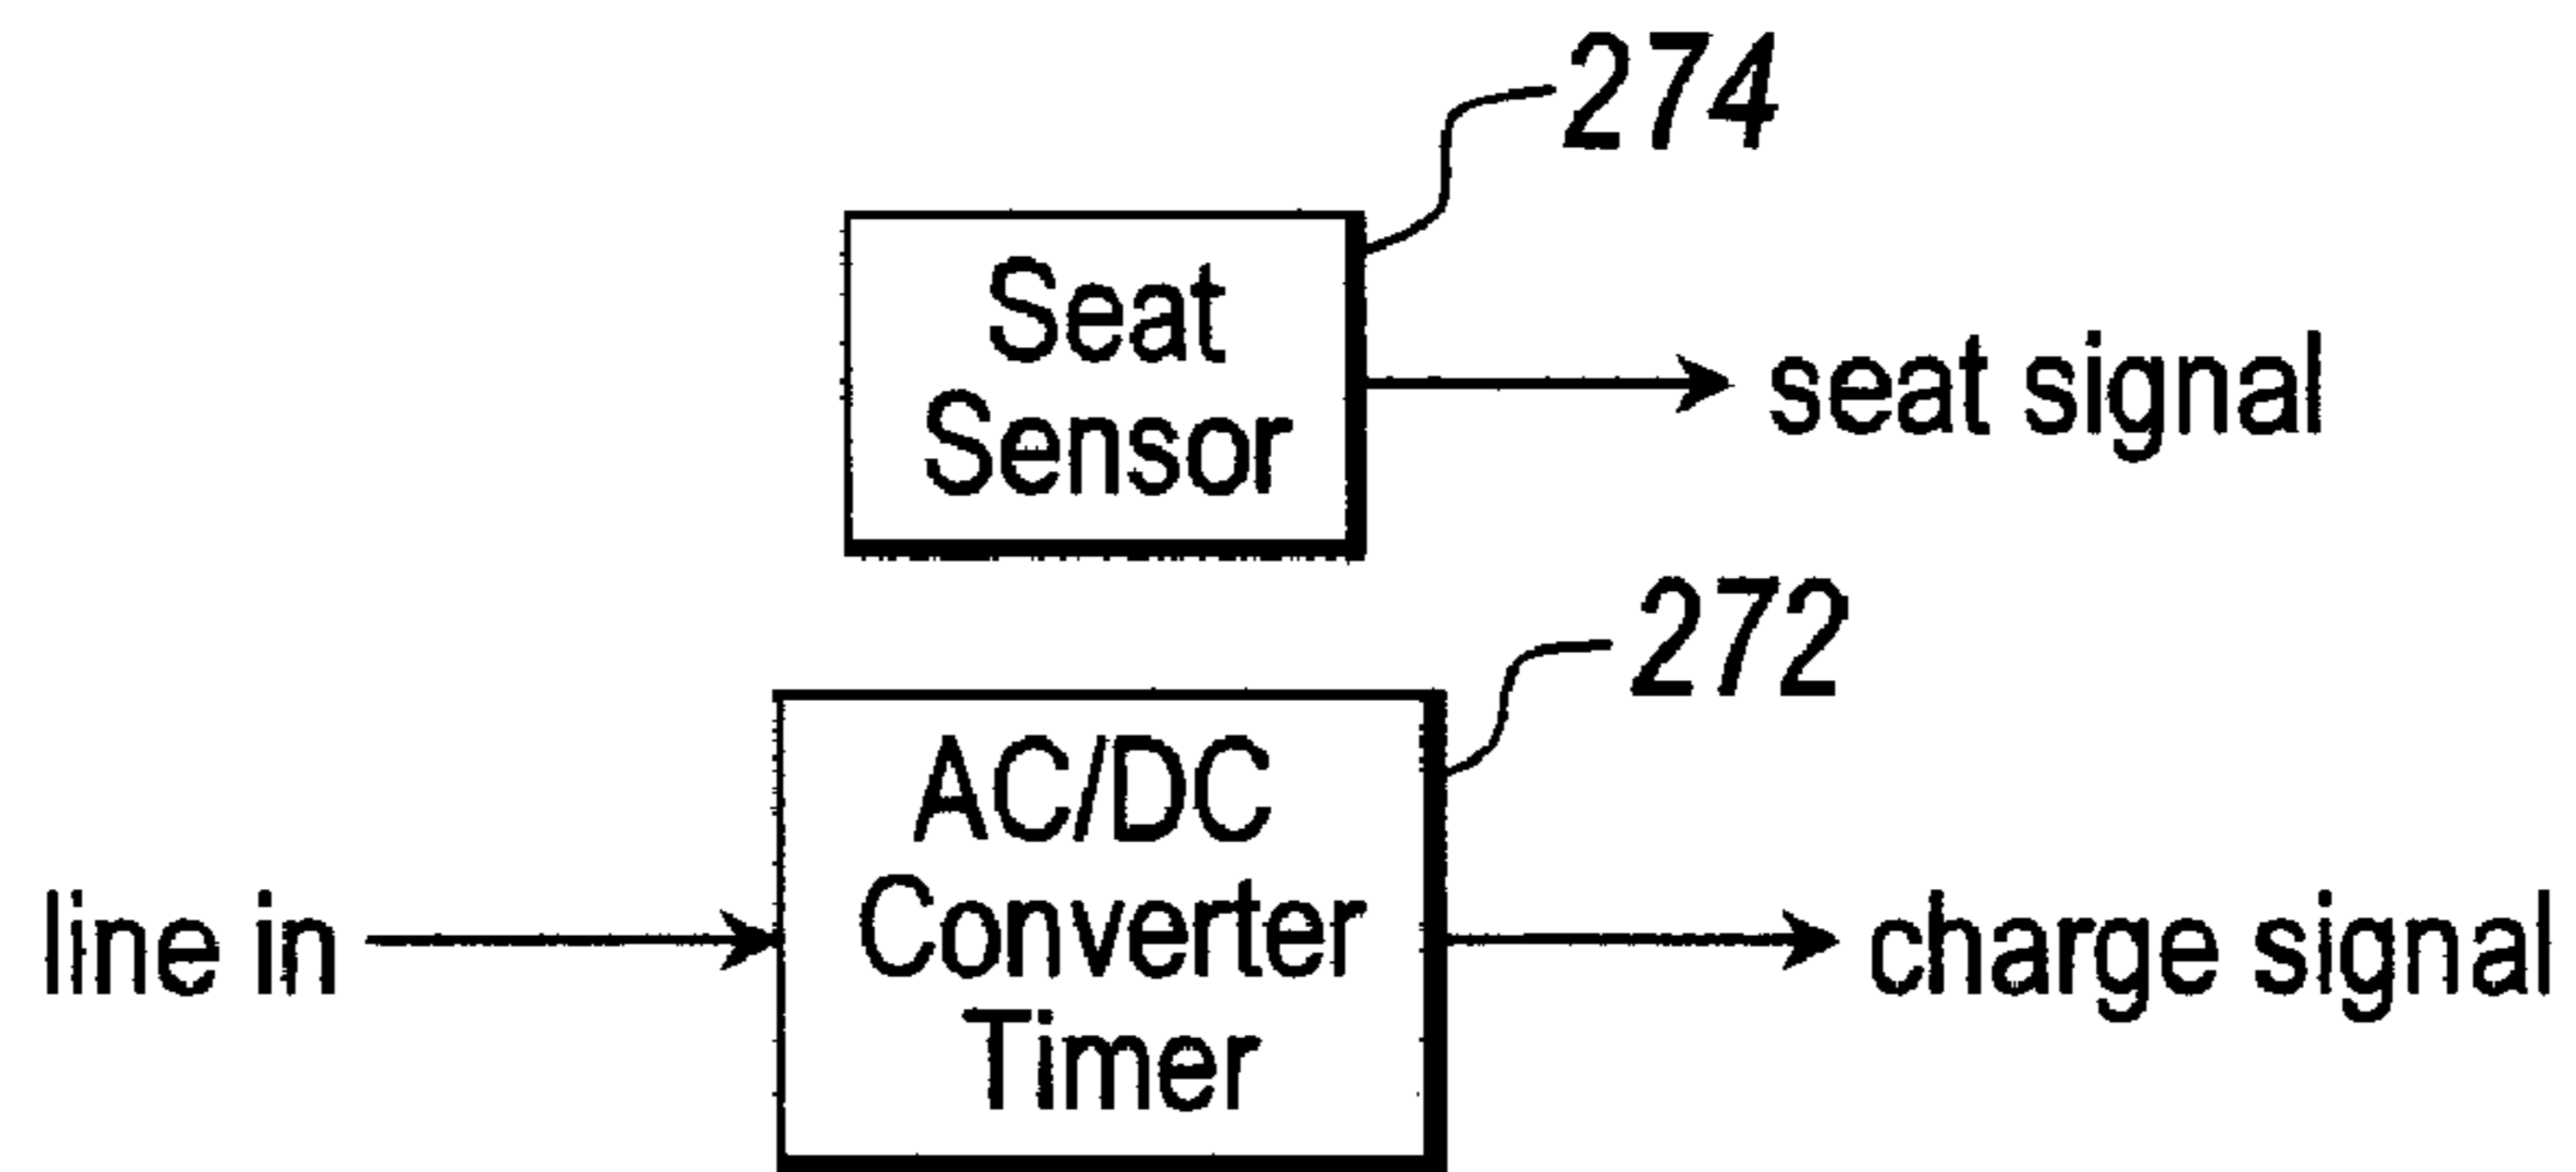 274
Seat
Sensor
seat signal
272
AC/DC
Converter
Timer
line in
charge signal